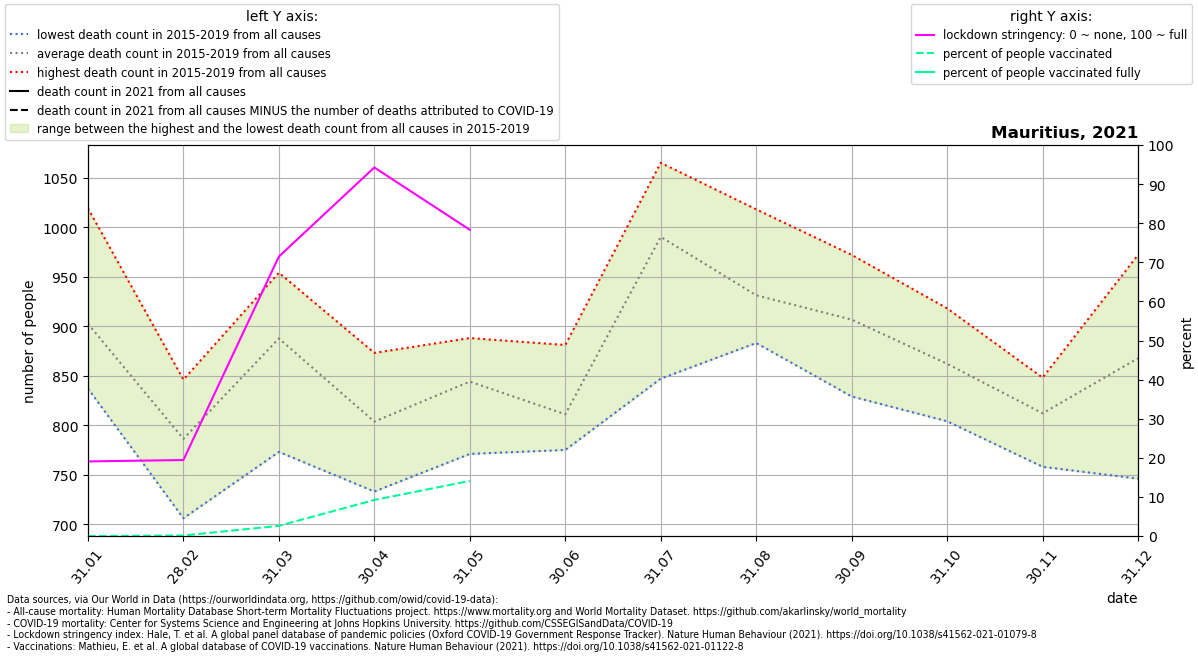 left Y axis:
lowest death count in 2015-2019 from all causes
average death count in 2015-2019 from all causes
highest death count in 2015-2019 from all causes
death count in 2021 from all causes
death count in 2021 from all causes MINUS the number of deaths attributed to COVID-19
range between the highest and the lowest death count from all causes in 2015-2019
right Y axis:
lockdown stringency: 0 ~ none, 100 ~ full
percent of people vaccinated
percent of people vaccinated fully
Mauritius, 2021
number of people
1050
1000
950
900
850
800
750
700
100
90
80
70
60
50
40
30
20
10
0
percent
31.01
28.02
31.03
30.04
31.05
30.06
31.07
31.08
30.09
31.10
30.11
31.12
date
Data sources, via Our World in Data (https://ourworldindata.org, https://github.com/owid/covid-19-data):
- All-cause mortality: Human Mortality Database Short-term Mortality Fluctuations project. https://www.mortality.org and World Mortality Dataset. https://github.com/akarlinsky/world_mortality
- COVID-19 mortality: Center for Systems Science and Engineering at Johns Hopkins University. https://github.com/CSSEGISandData/COVID-19
- Lockdown stringency index: Hale, T. et al. A global panel database of pandemic policies (Oxford COVID-19 Government Response Tracker). Nature Human Behaviour (2021). https://doi.org/10.1038/s41562-021-01079-8
- Vaccinations: Mathieu, E. et al. A global database of COVID-19 vaccinations. Nature Human Behaviour (2021). https://doi.org/10.1038/s41562-021-01122-8